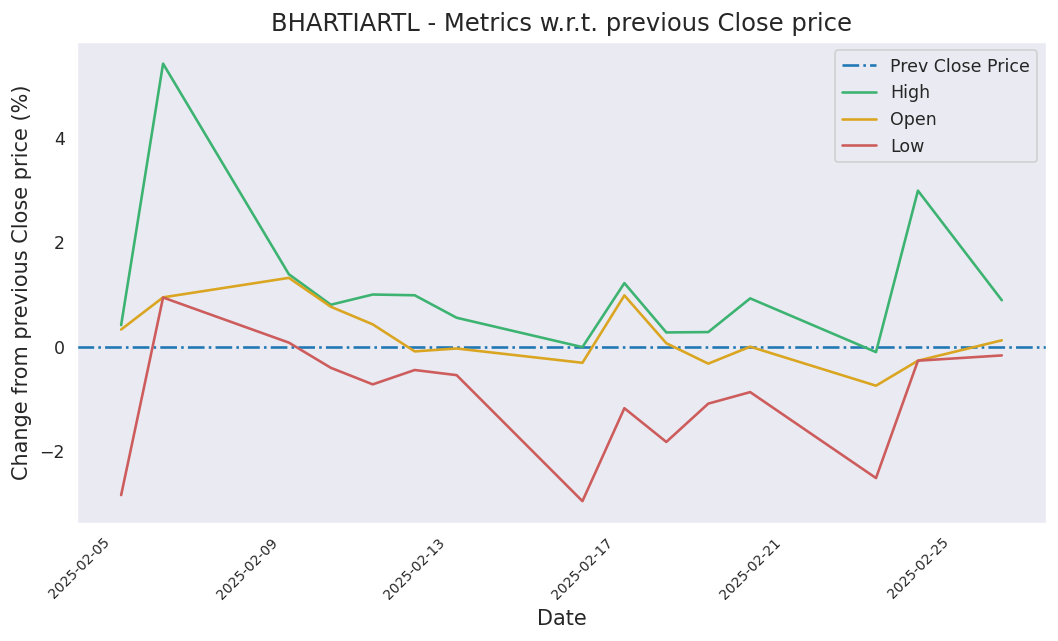 BHARTIARTL - Metrics w.r.t. previous Close price
Change from previous Close price (%)
4
2
0
−2
Prev Close Price
High
Open
Low
2025-02-05
2025-02-09
2025-02-13
2025-02-17
2025-02-21
2025-02-25
Date